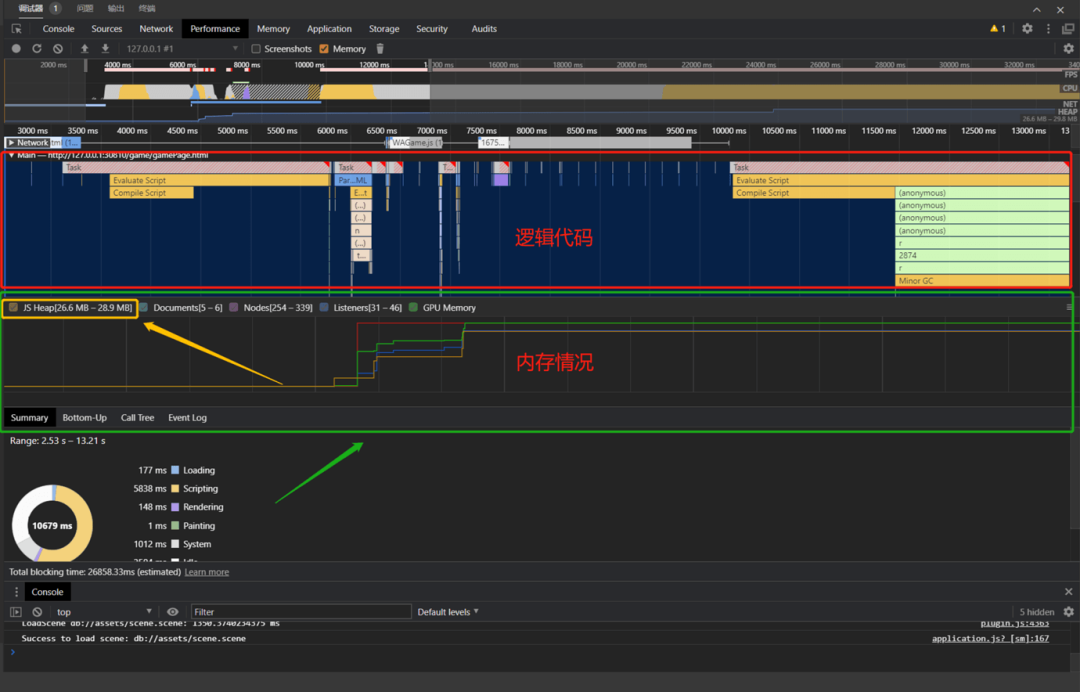 调试器 1 问题 输出 终端
Console Sources Network Performance Memory Application Storage Security Audits 1
127.0.0.1 #1 Screenshots Memory
2000 ms 4000 ms 6000 ms 8000 ms 10000 ms 12000 ms 16000 ms 18000 ms 20000 ms 22000 ms 24000 ms 26000 ms 28000 ms 30000 ms 32000 ms
FPS
CPU
NET
HEAP
26.6 MB – 29.8 MB
3000 ms 3500 ms 4000 ms 4500 ms 5000 ms 5500 ms 6000 ms 6500 ms 7000 ms 7500 ms 8000 ms 8500 ms 9000 ms 9500 ms 10000 ms 10500 ms 11000 ms 11500 ms 12000 ms 12500 ms 13000 ms
Network tml (1... WAGame.js (1 1675...
Main — http://127.0.0.1:30610/game/gamePage.html
Task Task T... Task
Evaluate Script Par...ML Evaluate Script
Compile Script E...t Compile Script (anonymous)
(...) (anonymous)
(...) (anonymous)
n (anonymous)
(...) r
t... 2874
r
Minor GC
逻辑代码
JS Heap[26.6 MB – 28.9 MB] Documents[5 – 6] Nodes[254 – 339] Listeners[31 – 46] GPU Memory
内存情况
Summary Bottom-Up Call Tree Event Log
Range: 2.53 s – 13.21 s
177 ms Loading
5838 ms Scripting
148 ms Rendering
10679 ms
1 ms Painting
1012 ms System
Idle
Total blocking time: 26858.33ms (estimated) Learn more
Console
top Filter Default levels 5 hidden
LoadScene db://assets/scene.scene: 1350.3740234375 ms plugin.js:4363
Success to load scene: db://assets/scene.scene application.js? [sm]:167